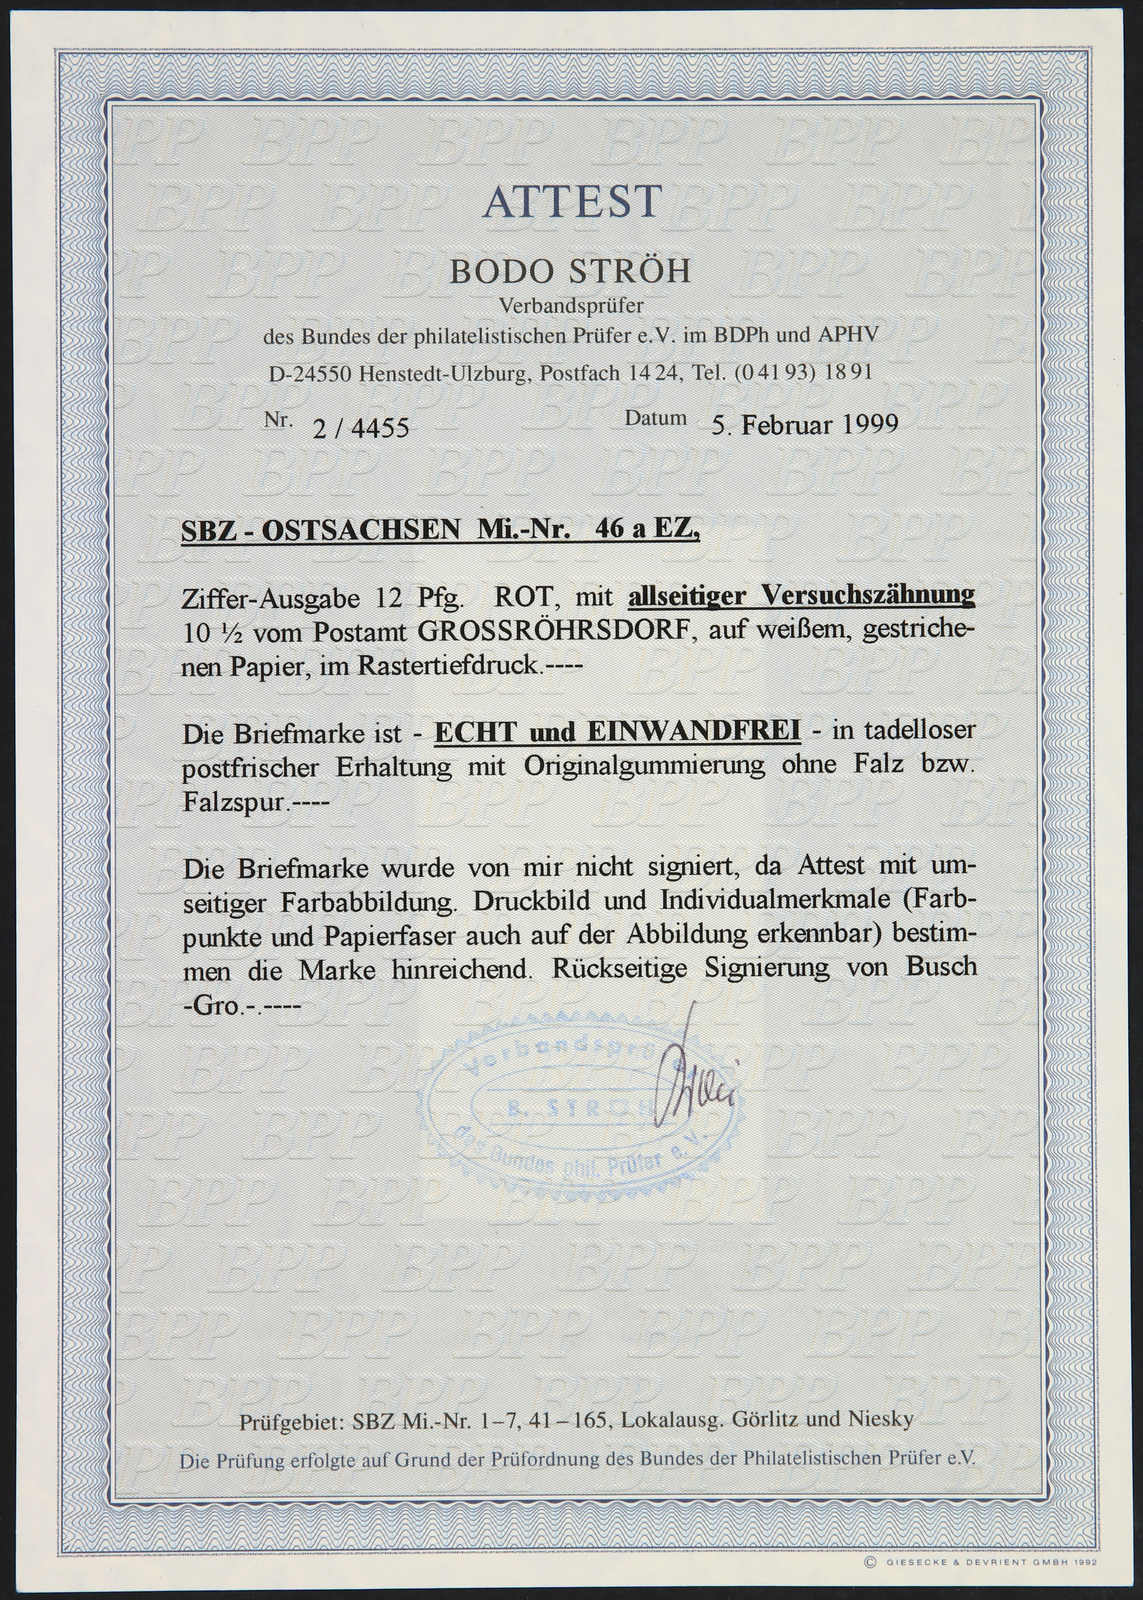 ATTEST
BODO STRÖH
Verbandsprüfer
des Bundes der philatelistischen Prüfer e.V. im BDPh und APHV
D-24550 Henstedt-Ulzburg, Postfach 14 24, Tel. (0 41 93) 18 91
Nr. 2 / 4455 Datum 5. Februar 1999
SBZ - OSTSACHSEN Mi.-Nr. 46 a EZ,
Ziffer-Ausgabe 12 Pfg. ROT, mit allseitiger Versuchszähnung
10 ½ vom Postamt GROSSRÖHRSDORF, auf weißem, gestriche-
nen Papier, im Rastertiefdruck.----
Die Briefmarke ist - ECHT und EINWANDFREI - in tadelloser
postfrischer Erhaltung mit Originalgummierung ohne Falz bzw.
Falzspur.----
Die Briefmarke wurde von mir nicht signiert, da Attest mit um-
seitiger Farbabbildung. Druckbild und Individualmerkmale (Farb-
punkte und Papierfaser auch auf der Abbildung erkennbar) bestim-
men die Marke hinreichend. Rückseitige Signierung von Busch
-Gro.-.----
B. STRÖH
des Bundes phil. Prüfer e.V.
Prüfgebiet: SBZ Mi.-Nr. 1–7, 41–165, Lokalausg. Görlitz und Niesky
Die Prüfung erfolgte auf Grund der Prüfordnung des Bundes der Philatelistischen Prüfer e.V.
© GIESECKE & DEVRIENT GMBH 1992